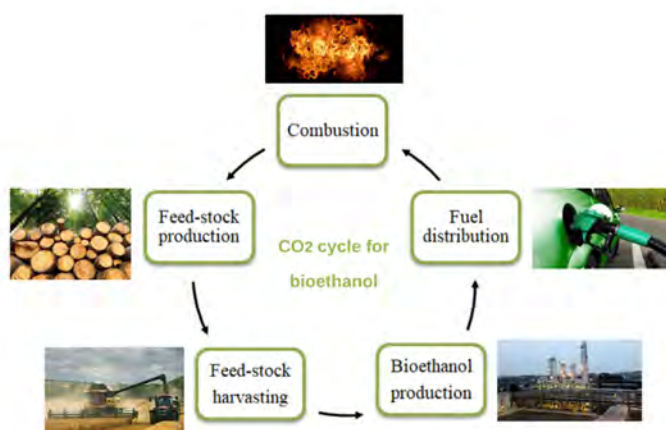 Combustion
Feed-stock
production
Fuel
distribution
CO2 cycle for
bioethanol
Feed-stock
harvasting
Bioethanol
production